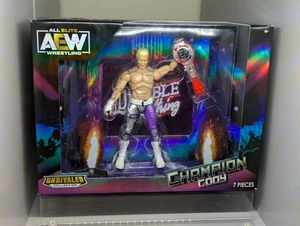 ALL ELITE
AEW
WRESTLING
UNRIVALED
COLLECTION
CHAMPION
CODY
7 PIECES